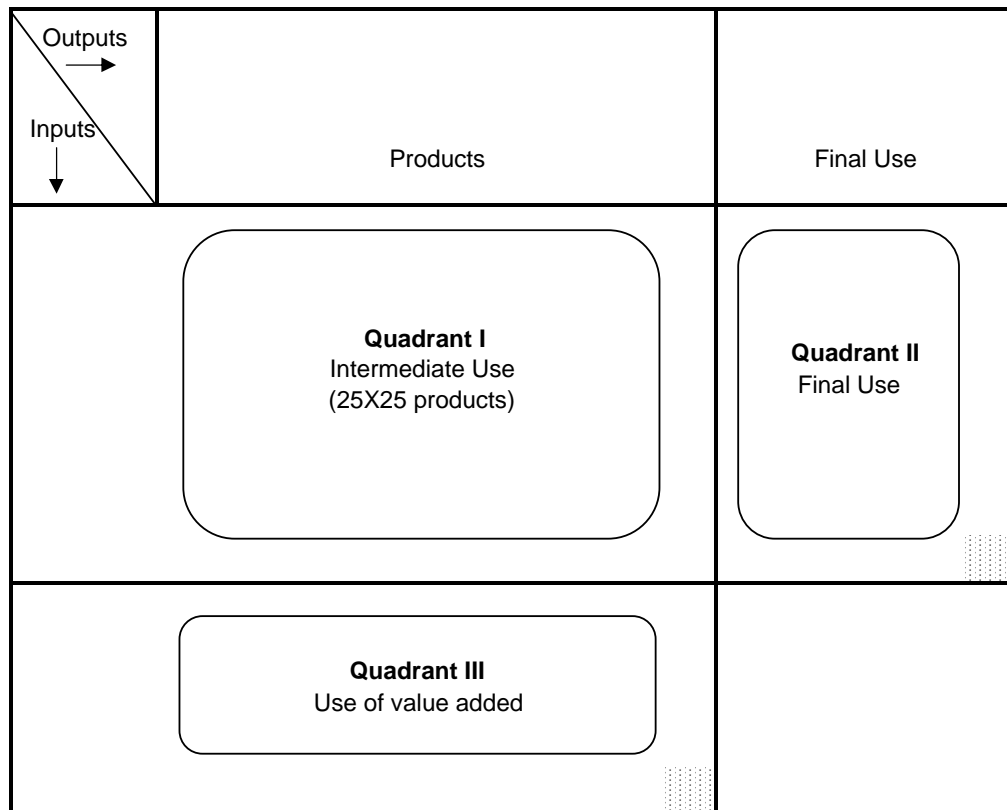 Outputs
Inputs
Products
Final Use
Quadrant I
Intermediate Use
(25X25 products)
Quadrant II
Final Use
Quadrant III
Use of value added